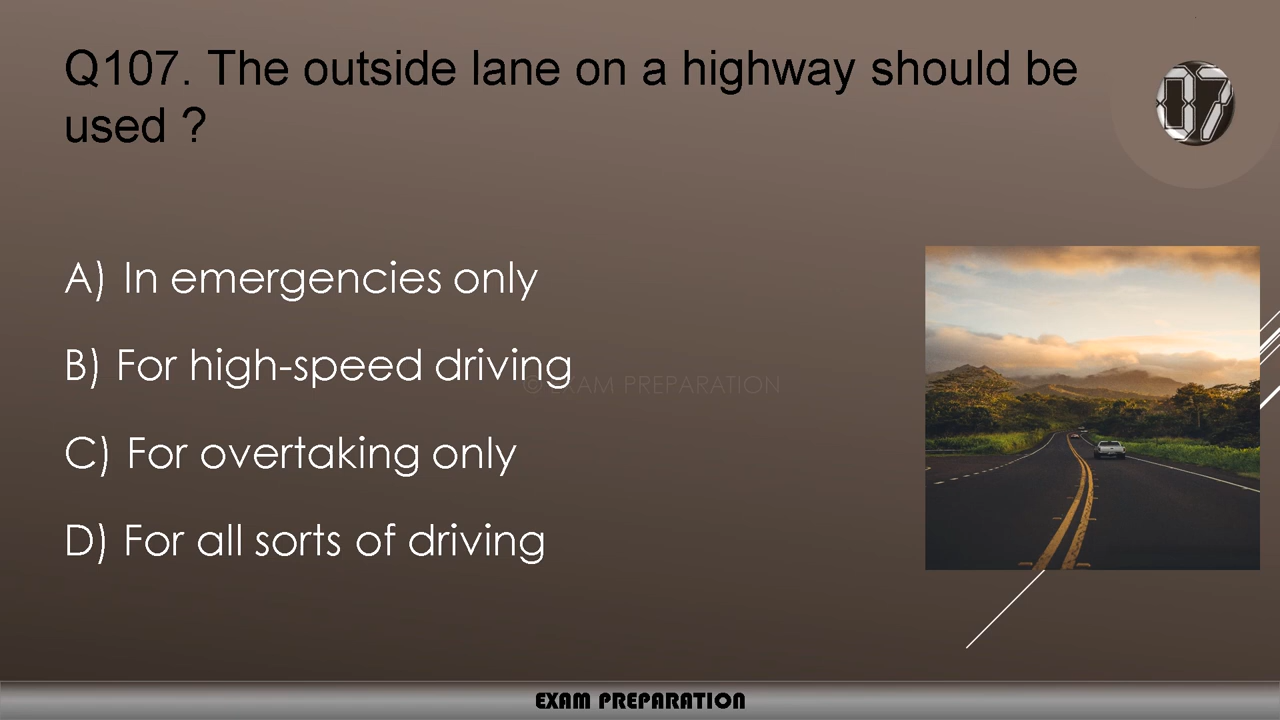 Q107. The outside lane on a highway should be
used ?
07
A) In emergencies only
B) For high-speed driving
© EXAM PREPARATION
C) For overtaking only
D) For all sorts of driving
EXAM PREPARATION